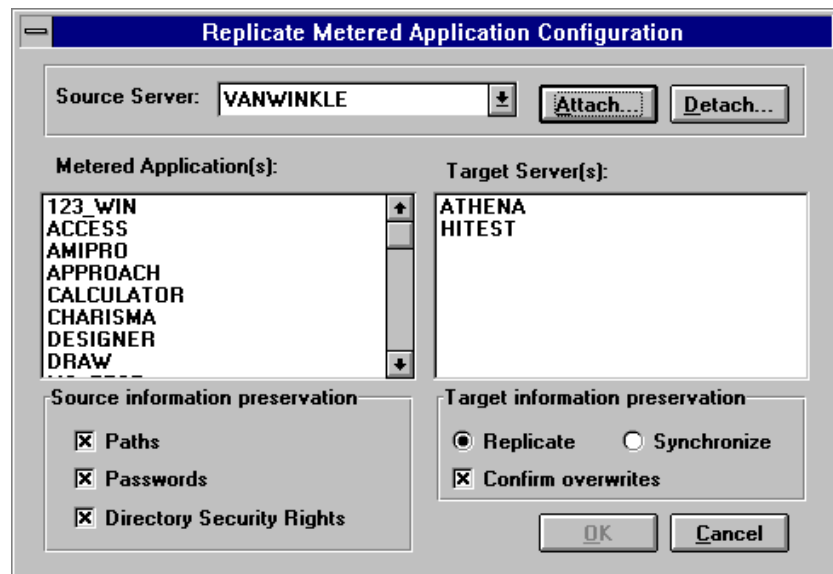 Replicate Metered Application Configuration
Source Server: VANWINKLE Attach... Detach...
Metered Application(s):
123_WIN
ACCESS
AMIPRO
APPROACH
CALCULATOR
CHARISMA
DESIGNER
DRAW
Target Server(s):
ATHENA
HITEST
Source information preservation
Paths
Passwords
Directory Security Rights
Target information preservation
Replicate Synchronize
Confirm overwrites
OK Cancel